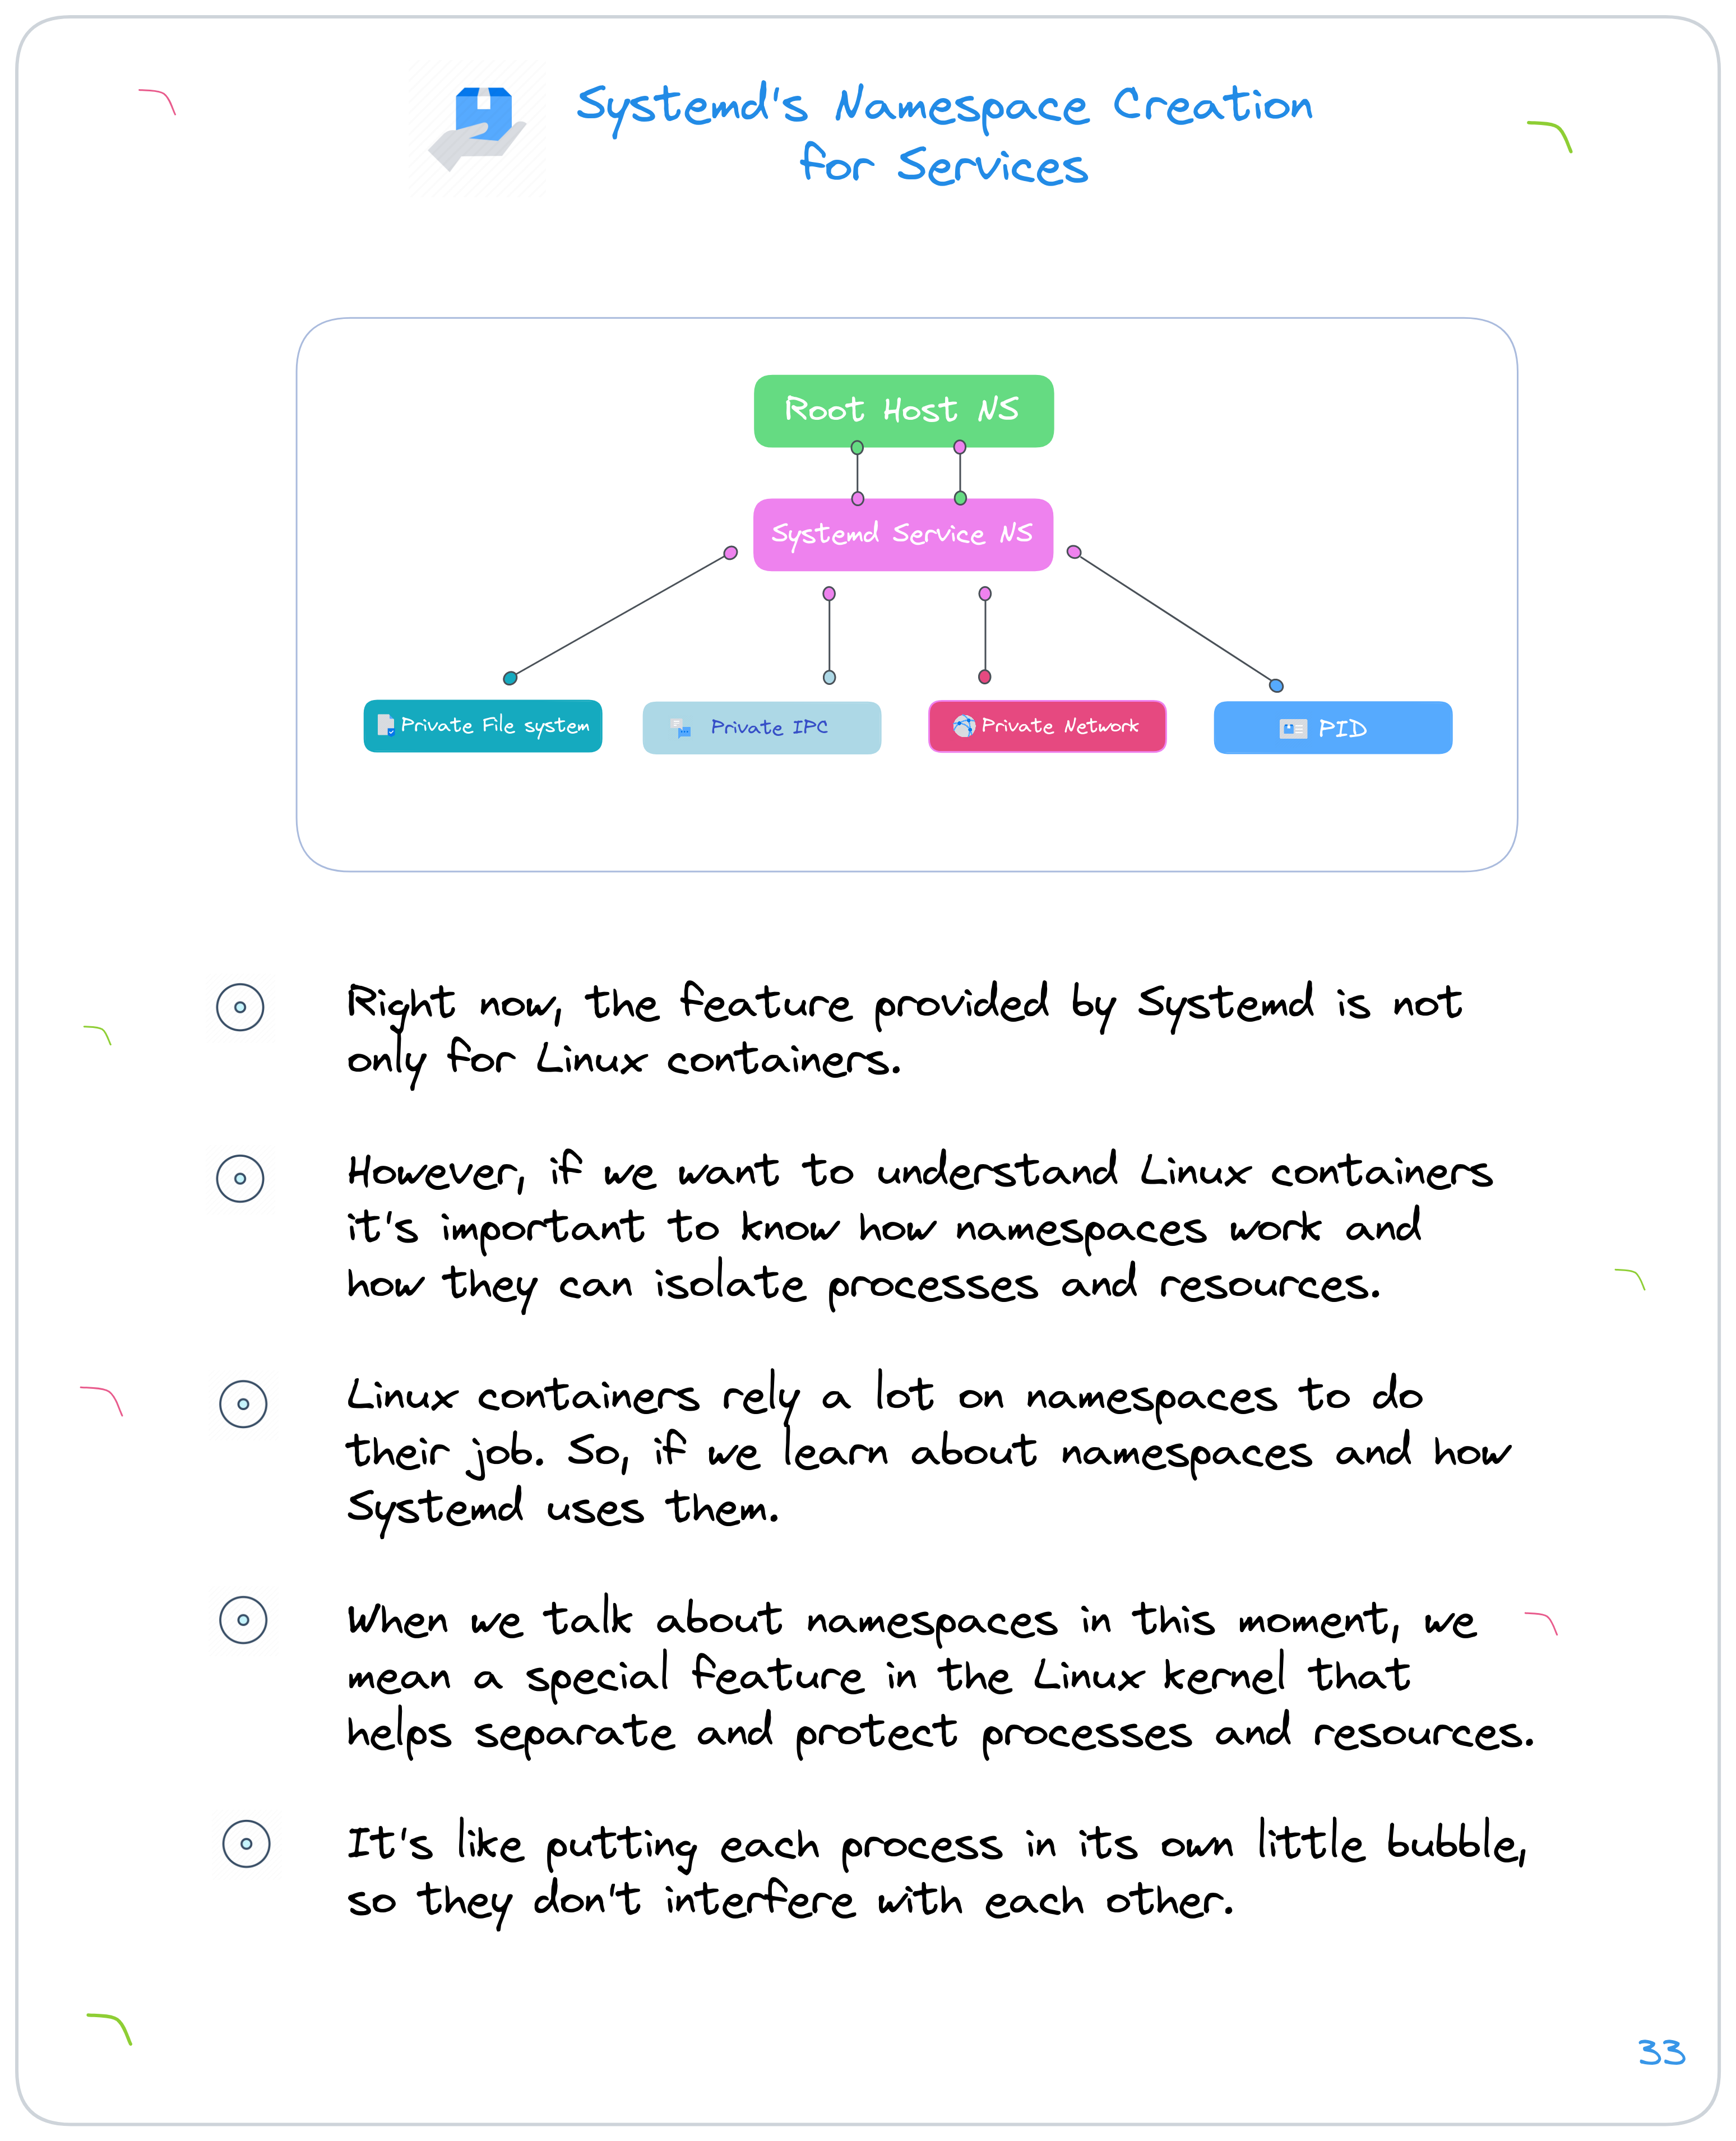 Systemd's Namespace Creation
for Services
Root Host NS
Systemd Service NS
Private File system
Private IPC
Private Network
PID
Right now, the feature provided by Systemd is not
only for Linux containers.
However, if we want to understand Linux containers
it's important to know how namespaces work and
how they can isolate processes and resources.
Linux containers rely a lot on namespaces to do
their job. So, if we learn about namespaces and how
Systemd uses them.
When we talk about namespaces in this moment, we
mean a special feature in the Linux kernel that
helps separate and protect processes and resources.
It's like putting each process in its own little bubble,
so they don't interfere with each other.
33